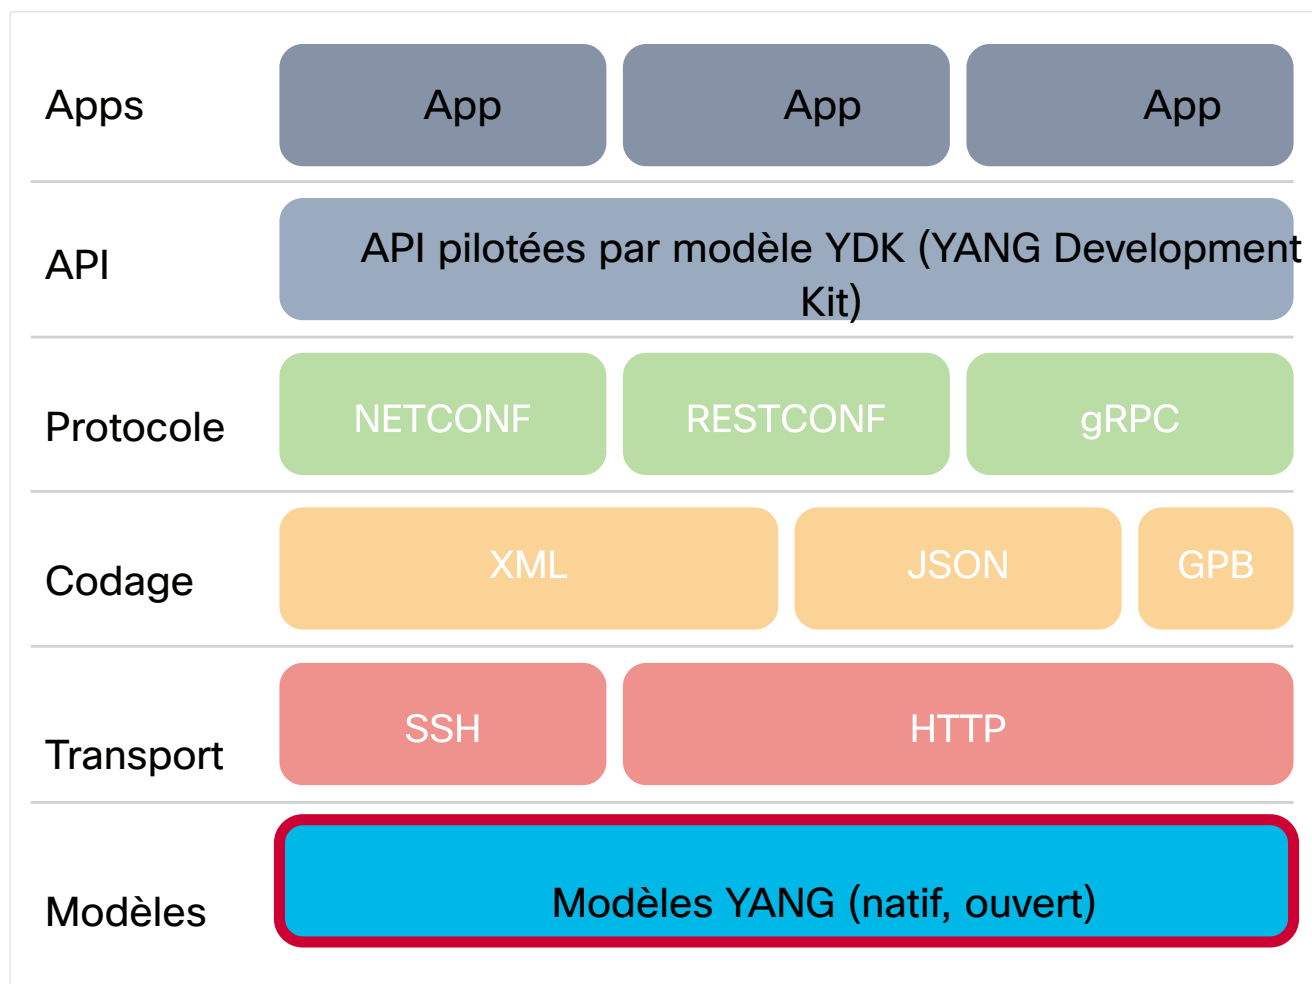 Apps
App
App
App
API
API pilotées par modèle YDK (YANG Development
Kit)
Protocole
NETCONF
RESTCONF
gRPC
Codage
XML
JSON
GPB
Transport
SSH
HTTP
Modèles
Modèles YANG (natif, ouvert)